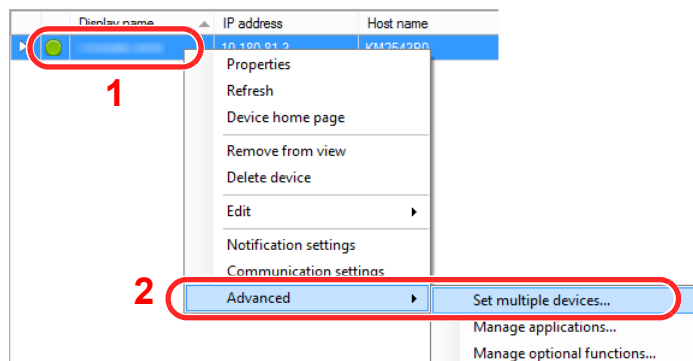 Display name IP address Host name
10.180.81.2 KM2542B0
1
Properties
Refresh
Device home page
Remove from view
Delete device
Edit
Notification settings
Communication settings
2
Advanced Set multiple devices...
Manage applications...
Manage optional functions...